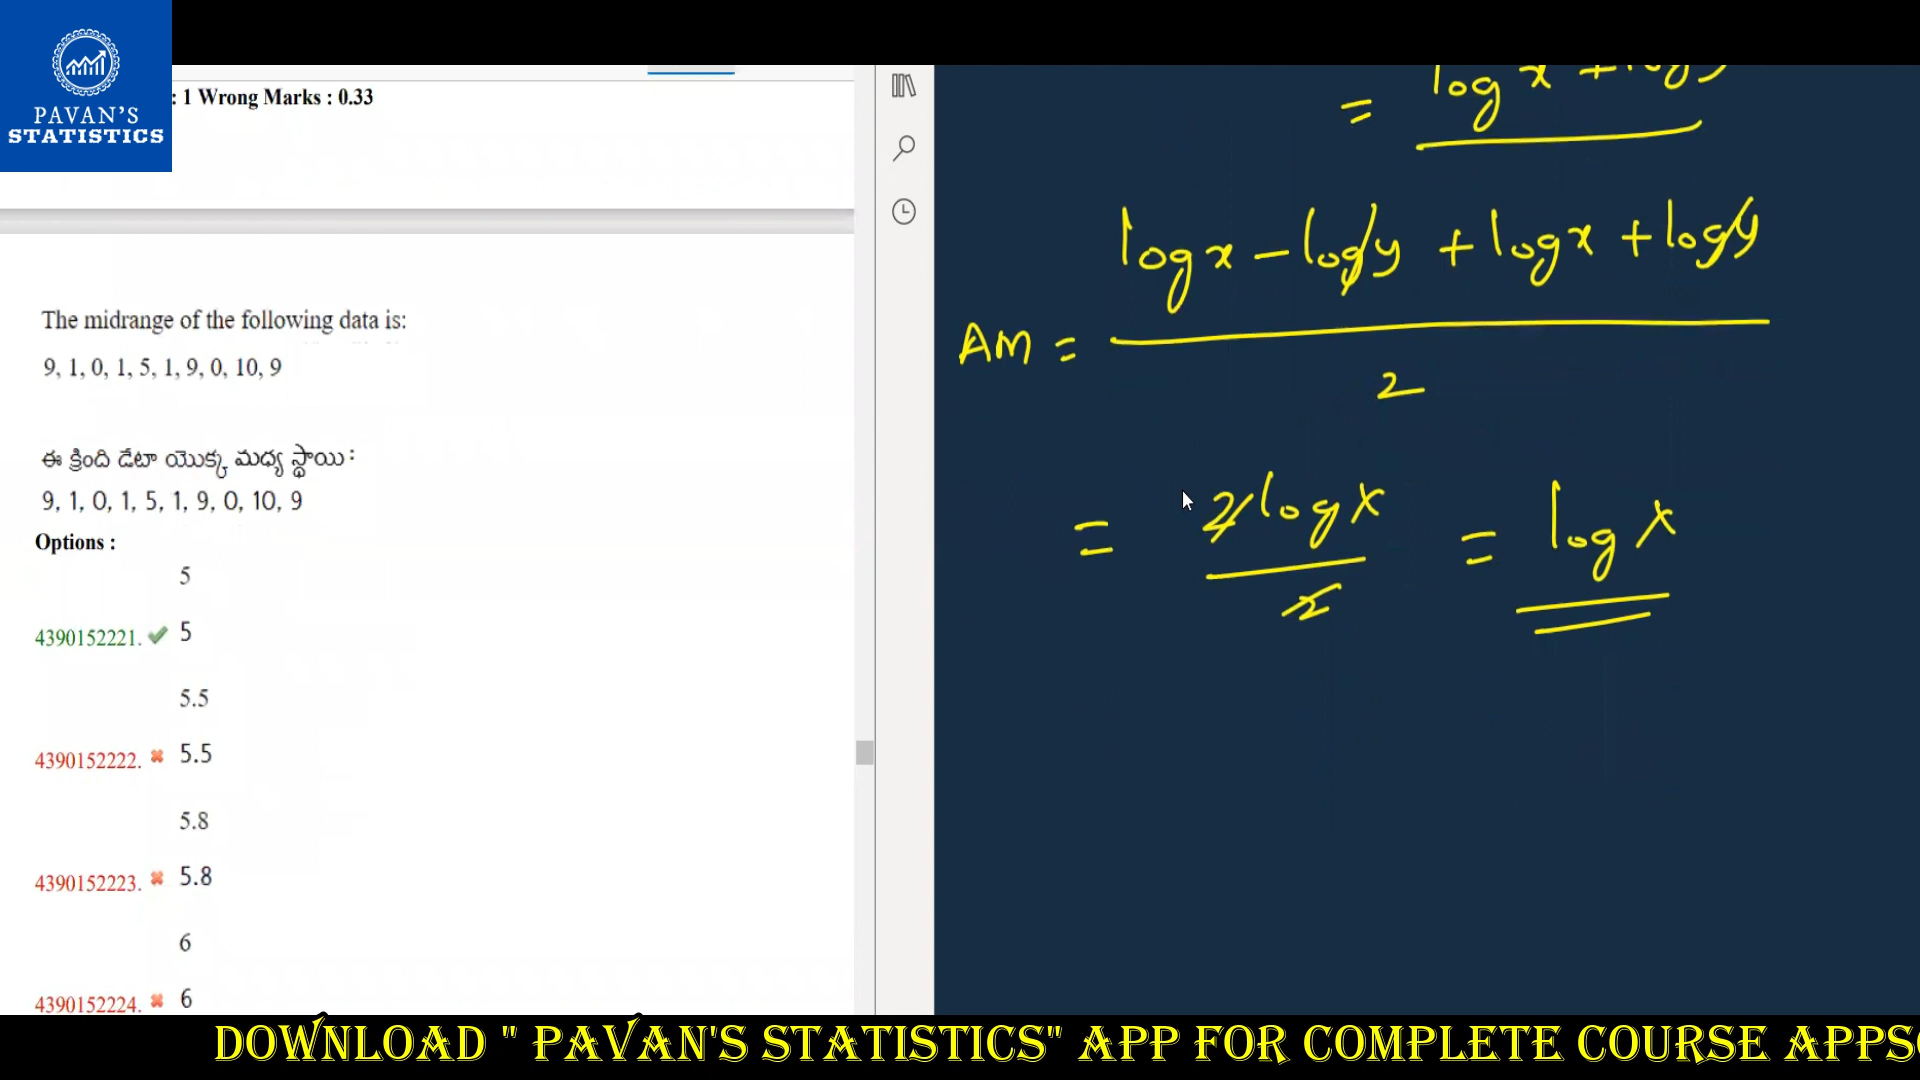 PAVAN'S
STATISTICS
: 1 Wrong Marks : 0.33
The midrange of the following data is:
9, 1, 0, 1, 5, 1, 9, 0, 10, 9
ఈ క్రింది డేటా యొక్క మధ్య స్థాయి:
9, 1, 0, 1, 5, 1, 9, 0, 10, 9
Options :
5
4390152221. ✔ 5
5.5
4390152222. ✖ 5.5
5.8
4390152223. ✖ 5.8
6
4390152224. ✖ 6
= log x + log y
log x − log y + log x + log y
AM =
2
= 2 log x = log x
2
DOWNLOAD " PAVAN'S STATISTICS" APP FOR COMPLETE COURSE APPS